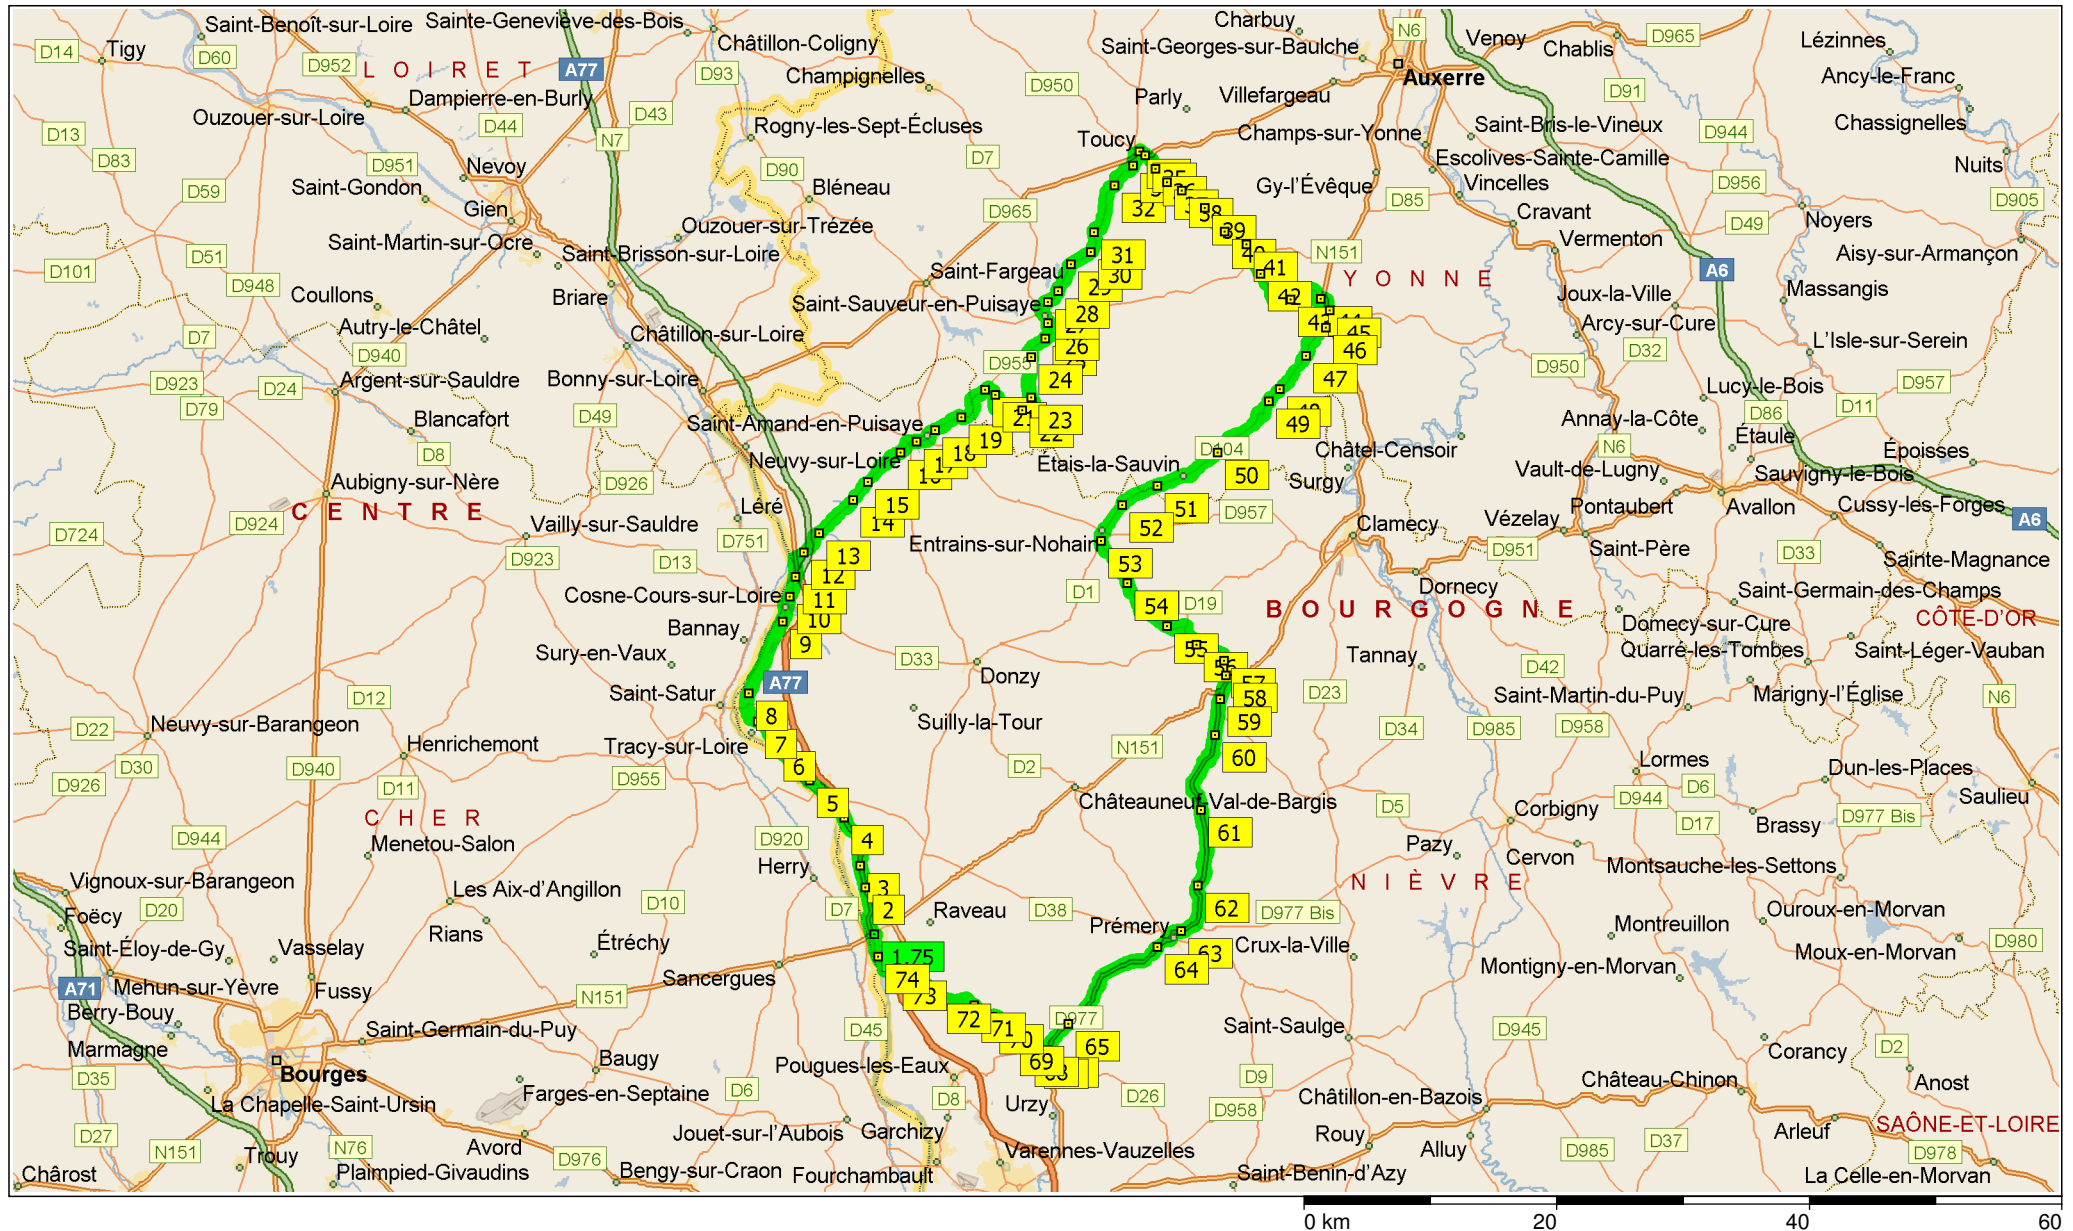 Saint-Benoît-sur-Loire
Sainte-Geneviève-des-Bois
Charbuy
N6
Venoy
Chablis
D965
Lézinnes
D14
Tigy
D60
D952
LOIRET
A77
Châtillon-Coligny
D93
Champignelles
Saint-Georges-sur-Baulche
D950
Auxerre
Ancy-le-Franc
Dampierre-en-Burly
Parly
Villefargeau
D91
Ouzouer-sur-Loire
D44
D43
Rogny-les-Sept-Écluses
Toucy
Champs-sur-Yonne
Saint-Bris-le-Vineux
D944
Chassignelles
D13
D83
D951
Nevoy
N7
D90
D7
Escolives-Sainte-Camille
Nuits
D59
Saint-Gondon
Bléneau
Gy-l'Évêque
Vincelles
D85
D956
D905
Gien
Ouzouer-sur-Trézée
D965
Cravant
D49
Noyers
Saint-Martin-sur-Ocre
Saint-Brisson-sur-Loire
Vermenton
Aisy-sur-Armançon
D101
D51
D948
Coullons
Briare
Saint-Fargeau
N151
YONNE
A6
Joux-la-Ville
Massangis
Autry-le-Châtel
Châtillon-sur-Loire
Saint-Sauveur-en-Puisaye
Arcy-sur-Cure
D7
D940
D955
D32
L'Isle-sur-Serein
D923
D24
Argent-sur-Sauldre
Bonny-sur-Loire
D950
Lucy-le-Bois
D957
D79
Blancafort
D49
Saint-Amand-en-Puisaye
Annay-la-Côte
D86
D11
Étaule
D8
Neuvy-sur-Loire
Étais-la-Sauvin
D104
Châtel-Censoir
N6
Époisses
Aubigny-sur-Nère
D926
Surgy
Vault-de-Lugny
Sauvigny-le-Bois
CENTRE
D924
Vailly-sur-Sauldre
Léré
D957
Clamecy
Vézelay
Pontaubert
Avallon
Cussy-les-Forges
A6
D724
D923
D13
D751
Entrains-sur-Nohain
D951
Saint-Père
D33
Sainte-Magnance
Cosne-Cours-sur-Loire
D1
D19
BOURGOGNE
Dornecy
Saint-Germain-des-Champs
CÔTE-D'OR
Bannay
Domecy-sur-Cure
Sury-en-Vaux
D33
Tannay
D42
Quarré-les-Tombes
Saint-Léger-Vauban
Saint-Satur
A77
Donzy
D23
Saint-Martin-du-Puy
Marigny-l'Église
N6
D12
D22
Neuvy-sur-Barangeon
Suilly-la-Tour
D34
D985
D958
Henrichemont
Tracy-sur-Loire
N151
D30
D940
D955
D2
Lormes
Dun-les-Places
D926
D11
Châteauneuf-Val-de-Bargis
D5
Corbigny
D944
D6
Saulieu
CHER
D17
Brassy
D977 Bis
D944
Menetou-Salon
D920
Herry
Pazy
Cervon
Montsauche-les-Settons
Vignoux-sur-Barangeon
Les Aix-d'Angillon
NIÈVRE
Foëcy
D20
D10
D7
Raveau
D38
Prémery
D977 Bis
Montreuillon
Ouroux-en-Morvan
Saint-Éloy-de-Gy
Vasselay
Rians
Étréchy
Crux-la-Ville
Moux-en-Morvan
D980
A71
Mehun-sur-Yèvre
Fussy
Sancergues
Montigny-en-Morvan
Berry-Bouy
N151
Saint-Germain-du-Puy
D45
D977
Saint-Saulge
D945
Marmagne
Baugy
Pougues-les-Eaux
Corancy
D2
D35
Bourges
Farges-en-Septaine
D6
D8
Urzy
D26
D9
D958
Châtillon-en-Bazois
Château-Chinon
Anost
La Chapelle-Saint-Ursin
D27
N151
N76
Avord
Jouet-sur-l'Aubois
Garchizy
Rouy
Alluy
D985
D37
Arleuf
SAÔNE-ET-LOIRE
Trouy
D976
Varennes-Vauzelles
D978
Chârost
Plaimpied-Givaudins
Bengy-sur-Craon
Fourchambault
Saint-Benin-d'Azy
La Celle-en-Morvan
1,75
2
3
4
5
6
7
8
9
10
11
12
13
14
15
18
19
22
23
24
26
28
30
31
32
38
39
41
42
45
46
47
49
50
51
52
53
54
55
56
57
58
59
60
61
62
63
64
65
69
70
71
72
73
74
0 km
20
40
60